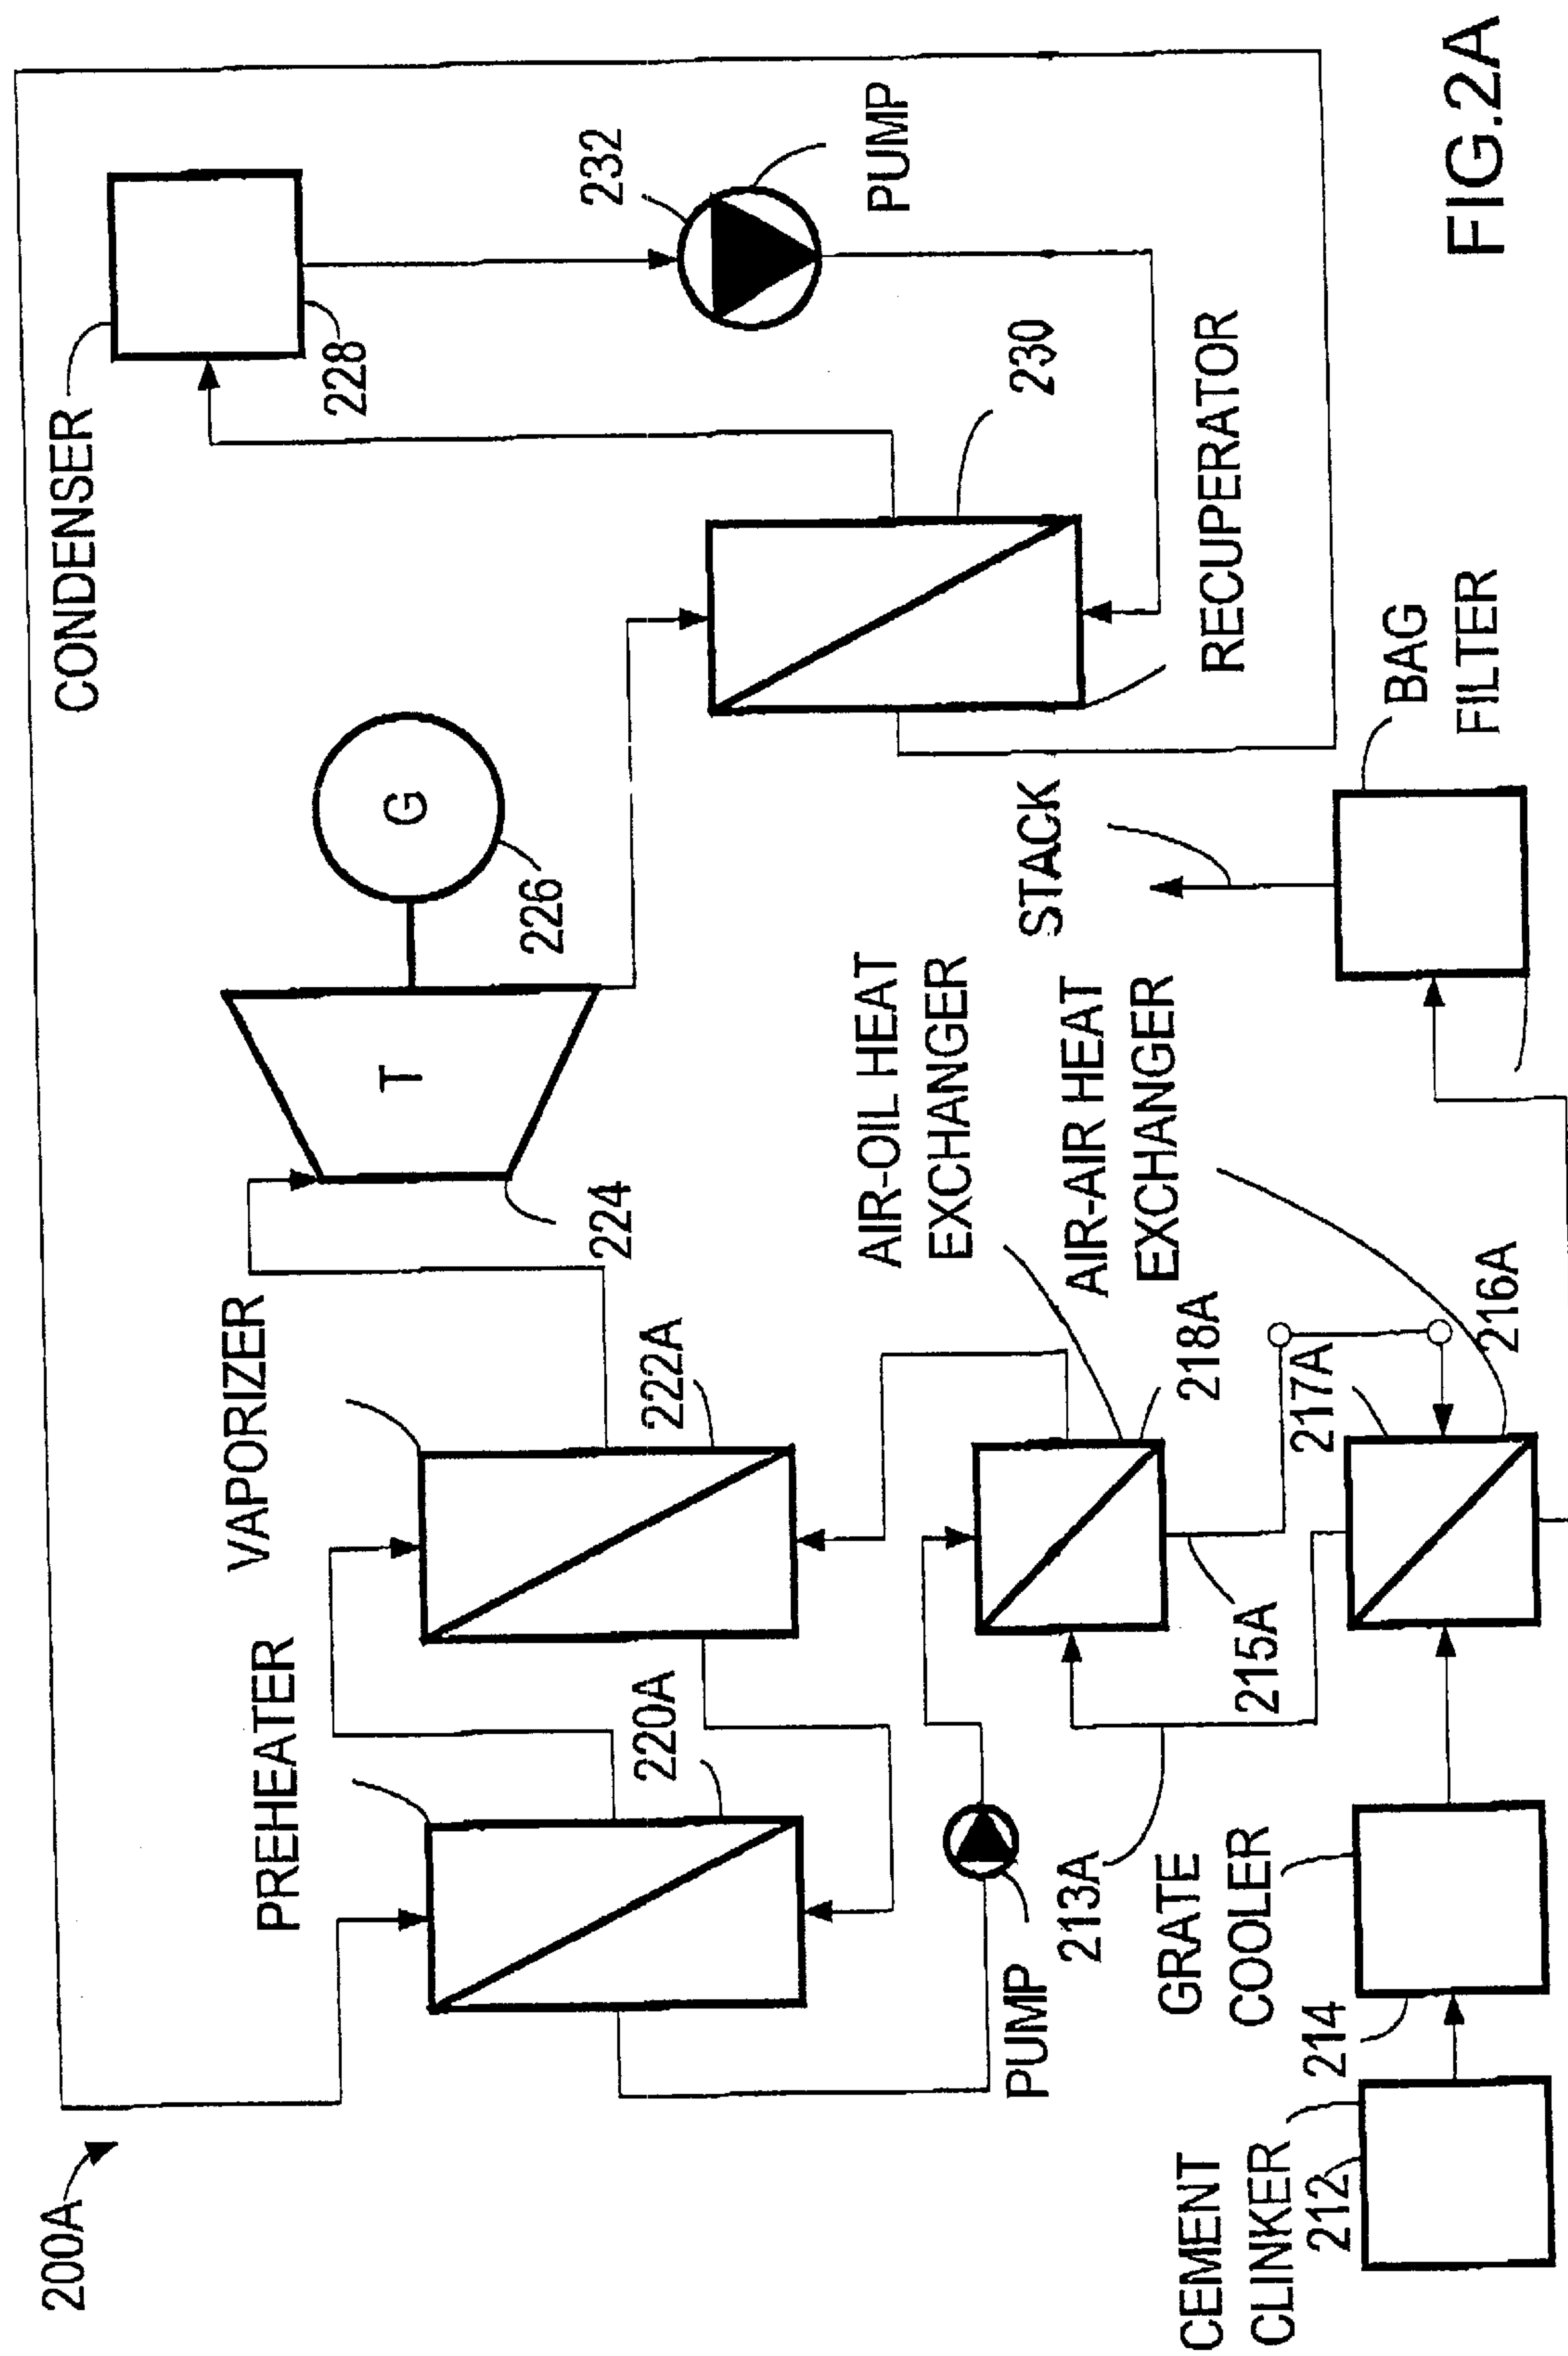 200A
CONDENSER
228
232
PUMP
230
RECUPERATOR
G
226
T
224
VAPORIZER
222A
PREHEATER
220A
PUMP
AIR-OIL HEAT
EXCHANGER
218A
AIR-AIR HEAT
EXCHANGER
216A
217A
215A
213A
STACK
BAG
FILTER
GRATE
COOLER
214
CEMENT
CLINKER
212
FIG.2A